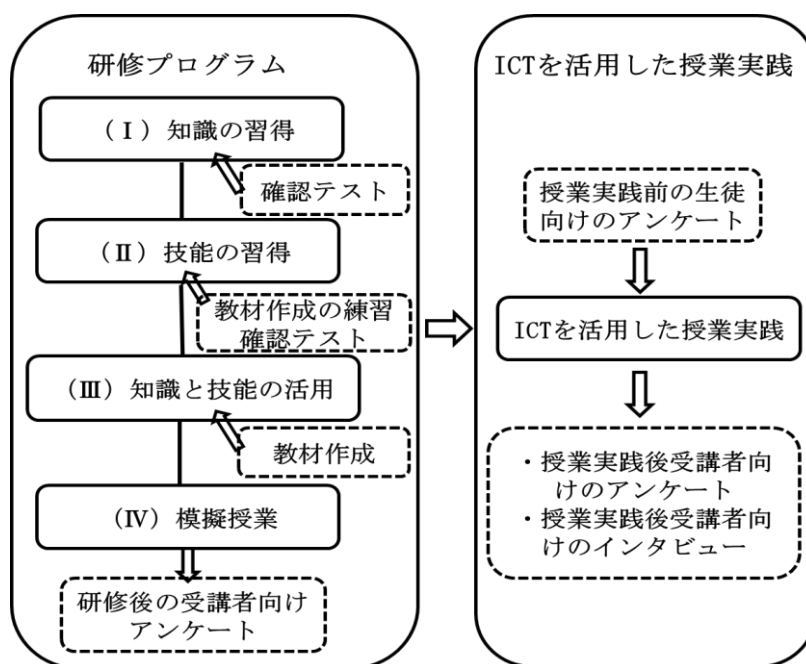 研修プログラム
(Ⅰ)知識の習得
確認テスト
(Ⅱ)技能の習得
教材作成の練習
確認テスト
(Ⅲ)知識と技能の活用
教材作成
(Ⅳ)模擬授業
研修後の受講者向け
アンケート
ICTを活用した授業実践
授業実践前の生徒
向けのアンケート
ICTを活用した授業実践
・授業実践後受講者向
けのアンケート
・授業実践後受講者向
けのインタビュー